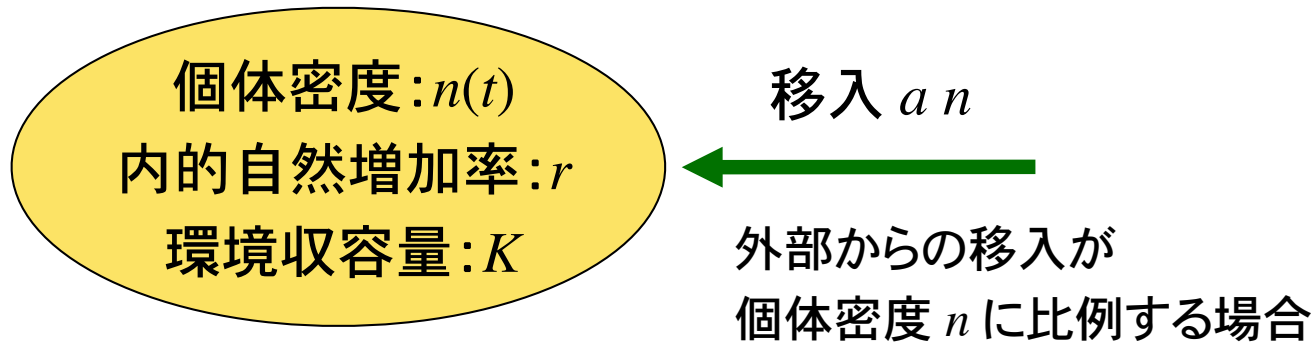 個体密度：n(t)
内的自然増加率：r
環境収容量：K
移入 a n
外部からの移入が
個体密度 n に比例する場合